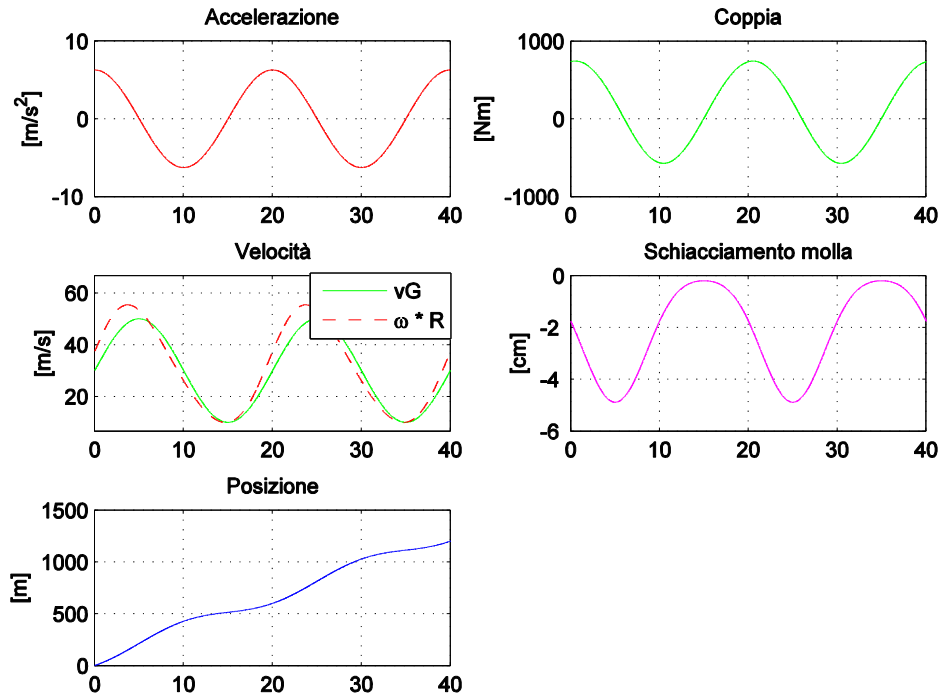 Accelerazione
[m/s2]
10
0
-10
0 10 20 30 40
Coppia
[Nm]
1000
0
-1000
0 10 20 30 40
Velocità
[m/s]
60
40
20
vG
ω * R
0 10 20 30 40
Schiacciamento molla
[cm]
0
-2
-4
-6
0 10 20 30 40
Posizione
[m]
1500
1000
500
0
0 10 20 30 40